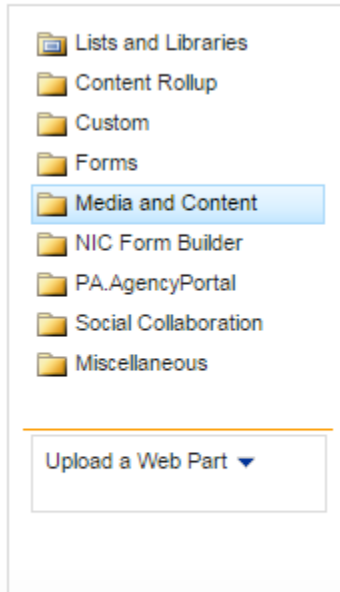 Lists and Libraries
Content Rollup
Custom
Forms
Media and Content
NIC Form Builder
PA.AgencyPortal
Social Collaboration
Miscellaneous
Upload a Web Part